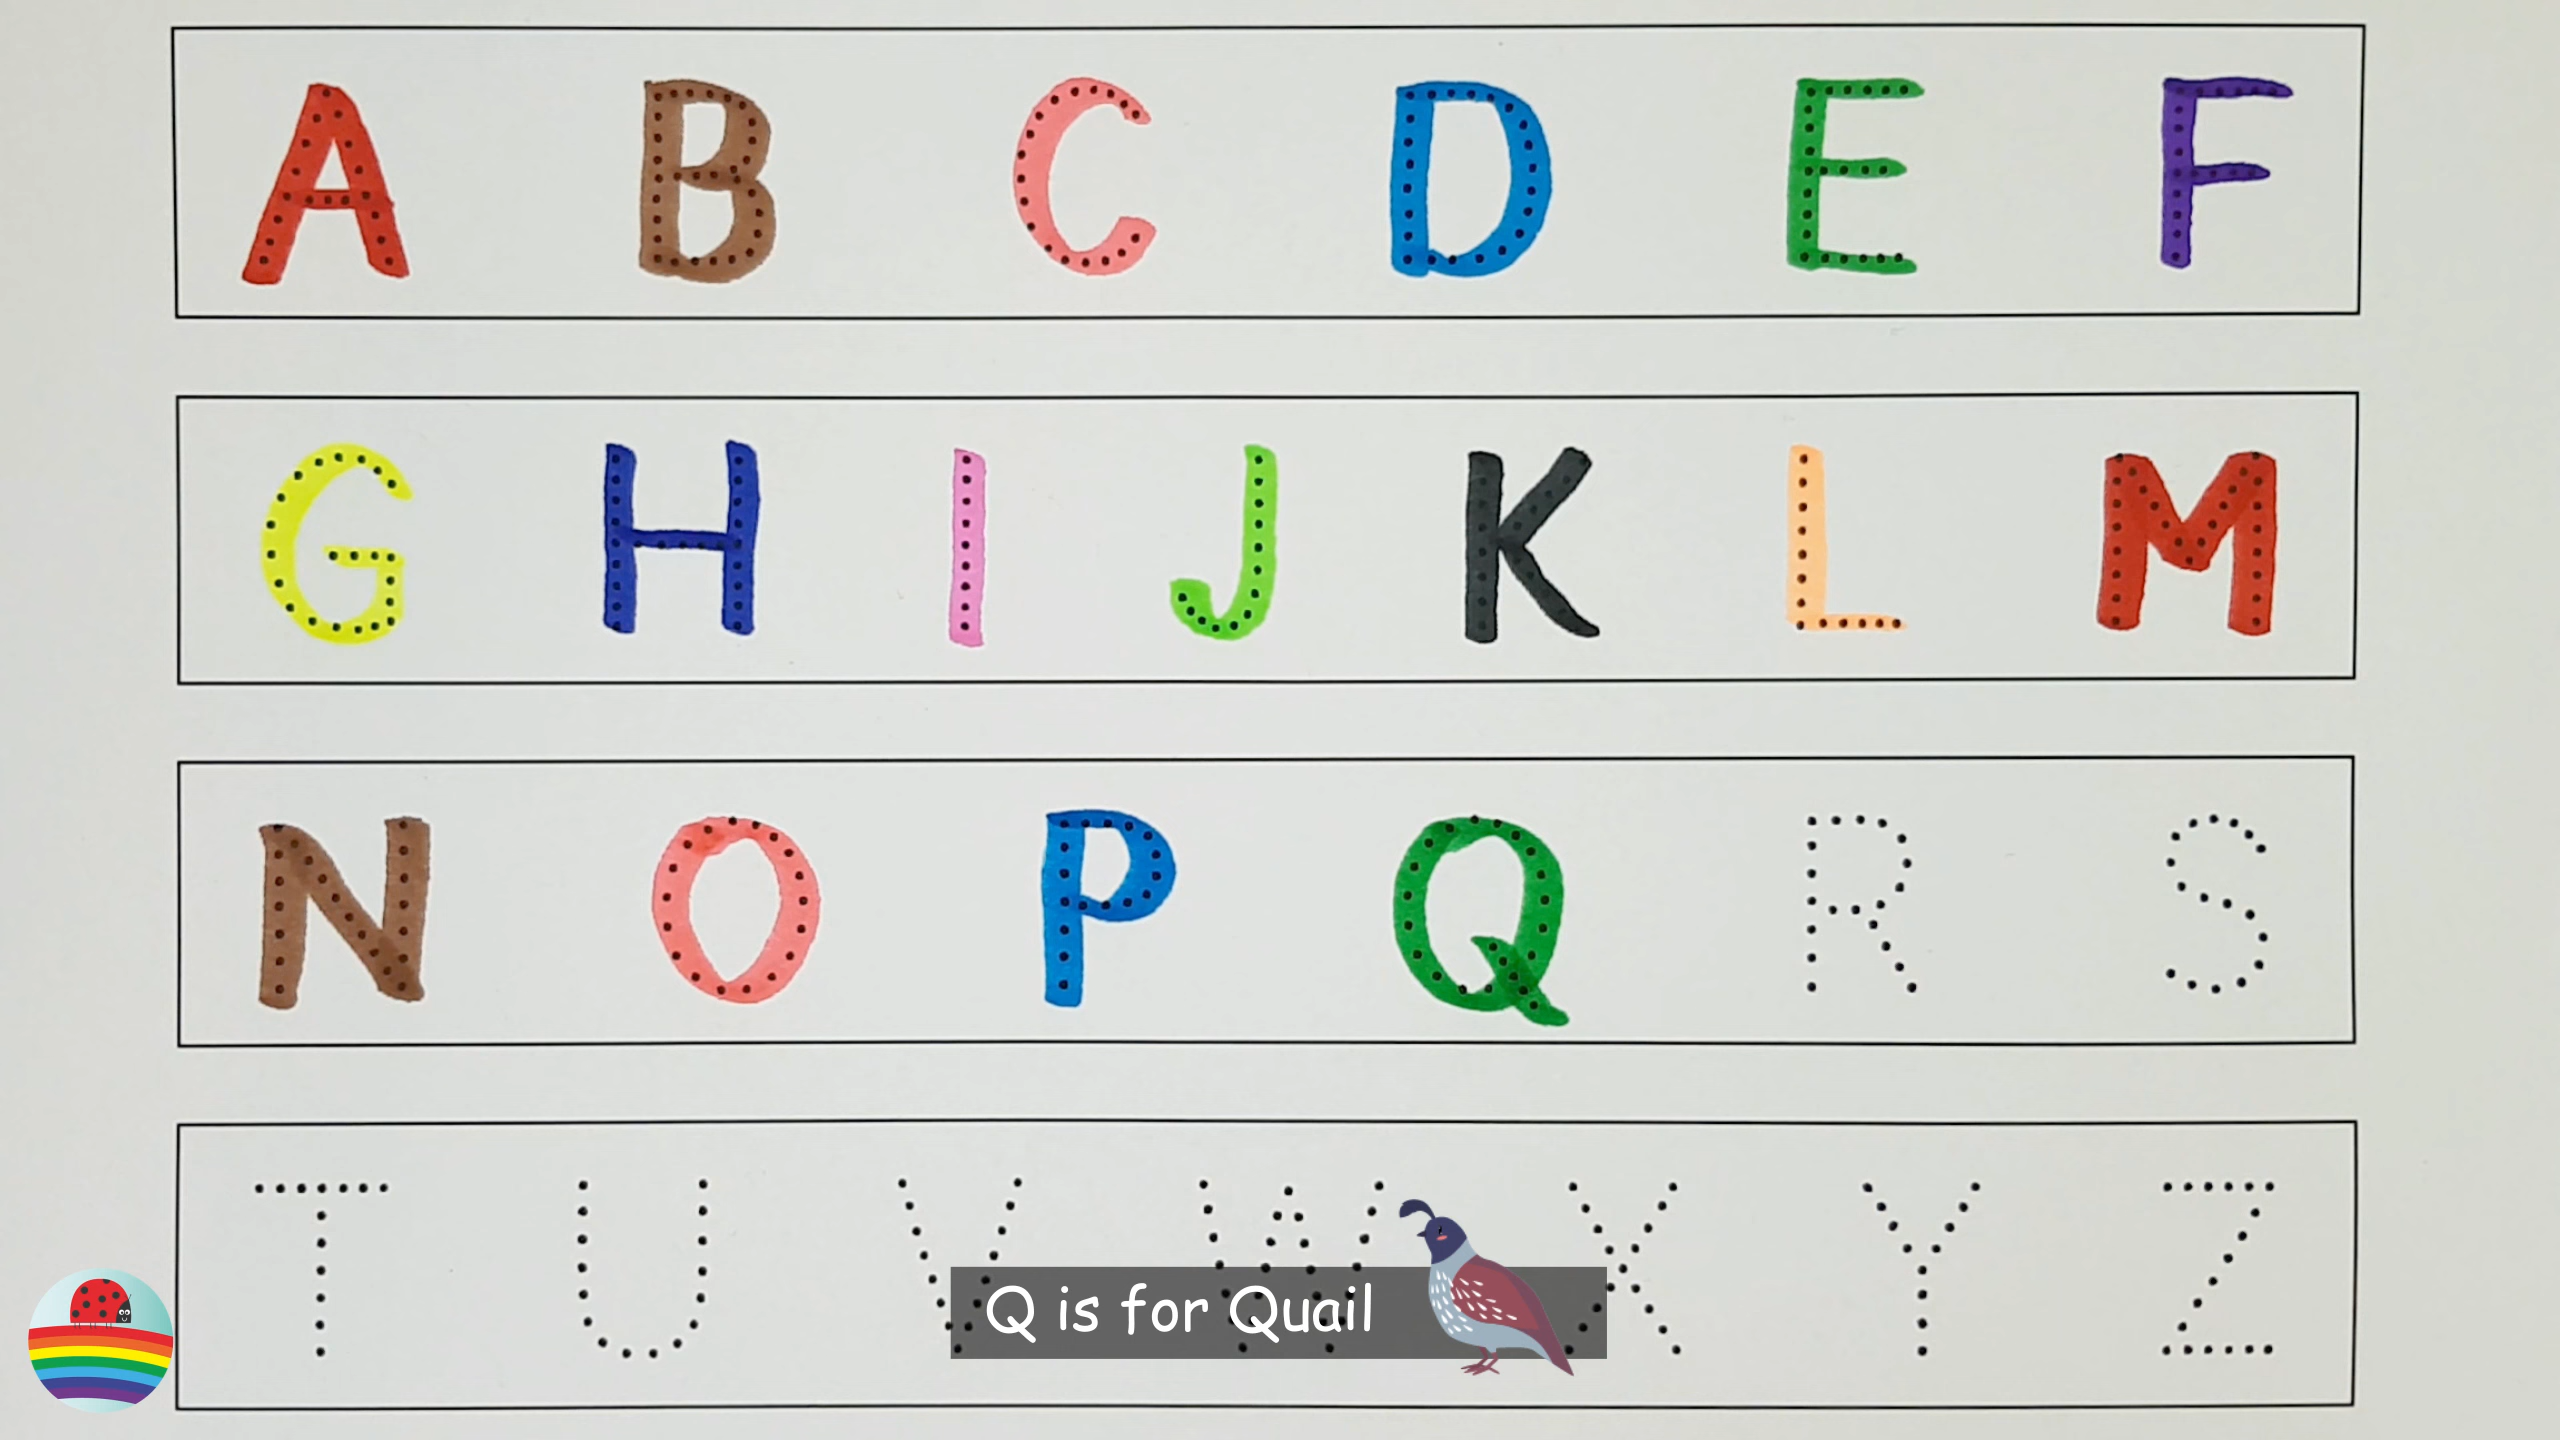 A B C D E F
G H I J K L M
N O P Q R S
T U V W X Y Z
Q is for Quail